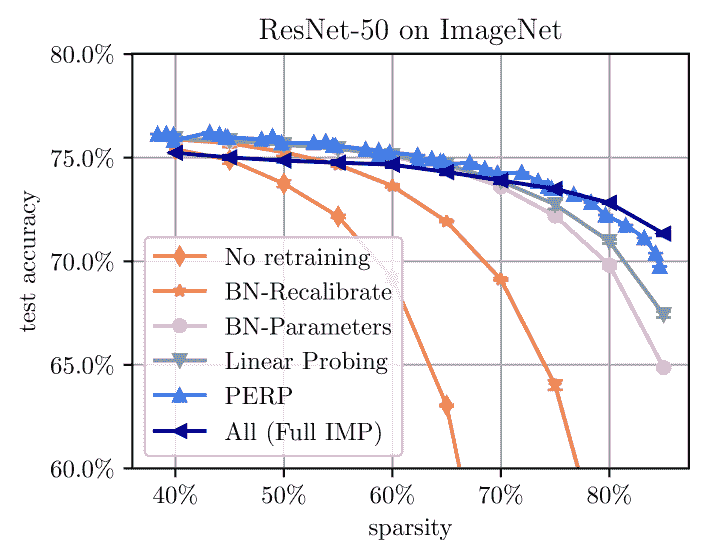 ResNet-50 on ImageNet
80.0%
75.0%
70.0%
65.0%
60.0%
test accuracy
No retraining
BN-Recalibrate
BN-Parameters
Linear Probing
PERP
All (Full IMP)
40% 50% 60% 70% 80%
sparsity